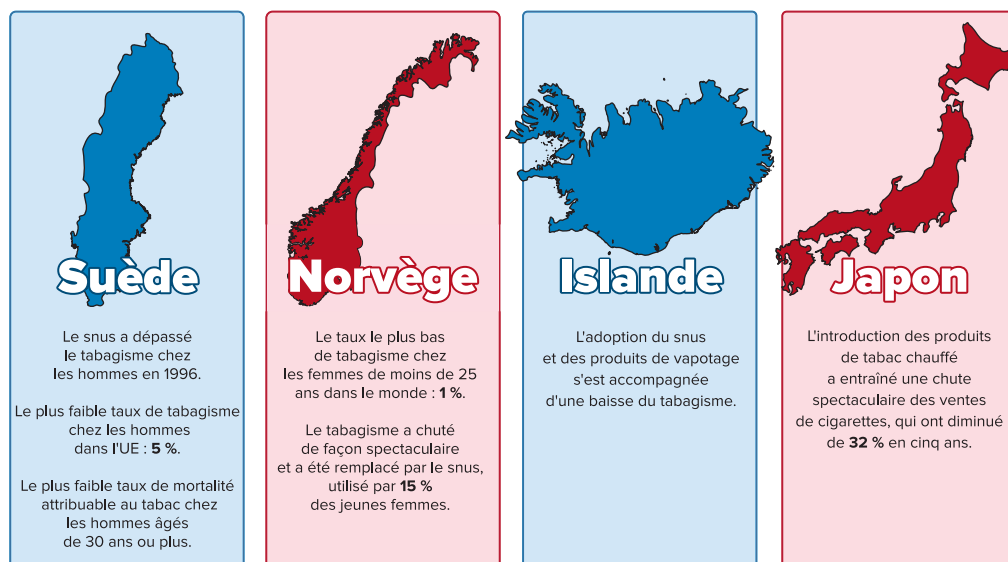 Suède
Le snus a dépassé
le tabagisme chez
les hommes en 1996.
Le plus faible taux de tabagisme
chez les hommes
dans l'UE : 5 %.
Le plus faible taux de mortalité
attribuable au tabac chez
les hommes âgés
de 30 ans ou plus.
Norvège
Le taux le plus bas
de tabagisme chez
les femmes de moins de 25
ans dans le monde : 1 %.
Le tabagisme a chuté
de façon spectaculaire
et a été remplacé par le snus,
utilisé par 15 %
des jeunes femmes.
Islande
L'adoption du snus
et des produits de vapotage
s'est accompagnée
d'une baisse du tabagisme.
Japon
L'introduction des produits
de tabac chauffé
a entraîné une chute
spectaculaire des ventes
de cigarettes, qui ont diminué
de 32 % en cinq ans.